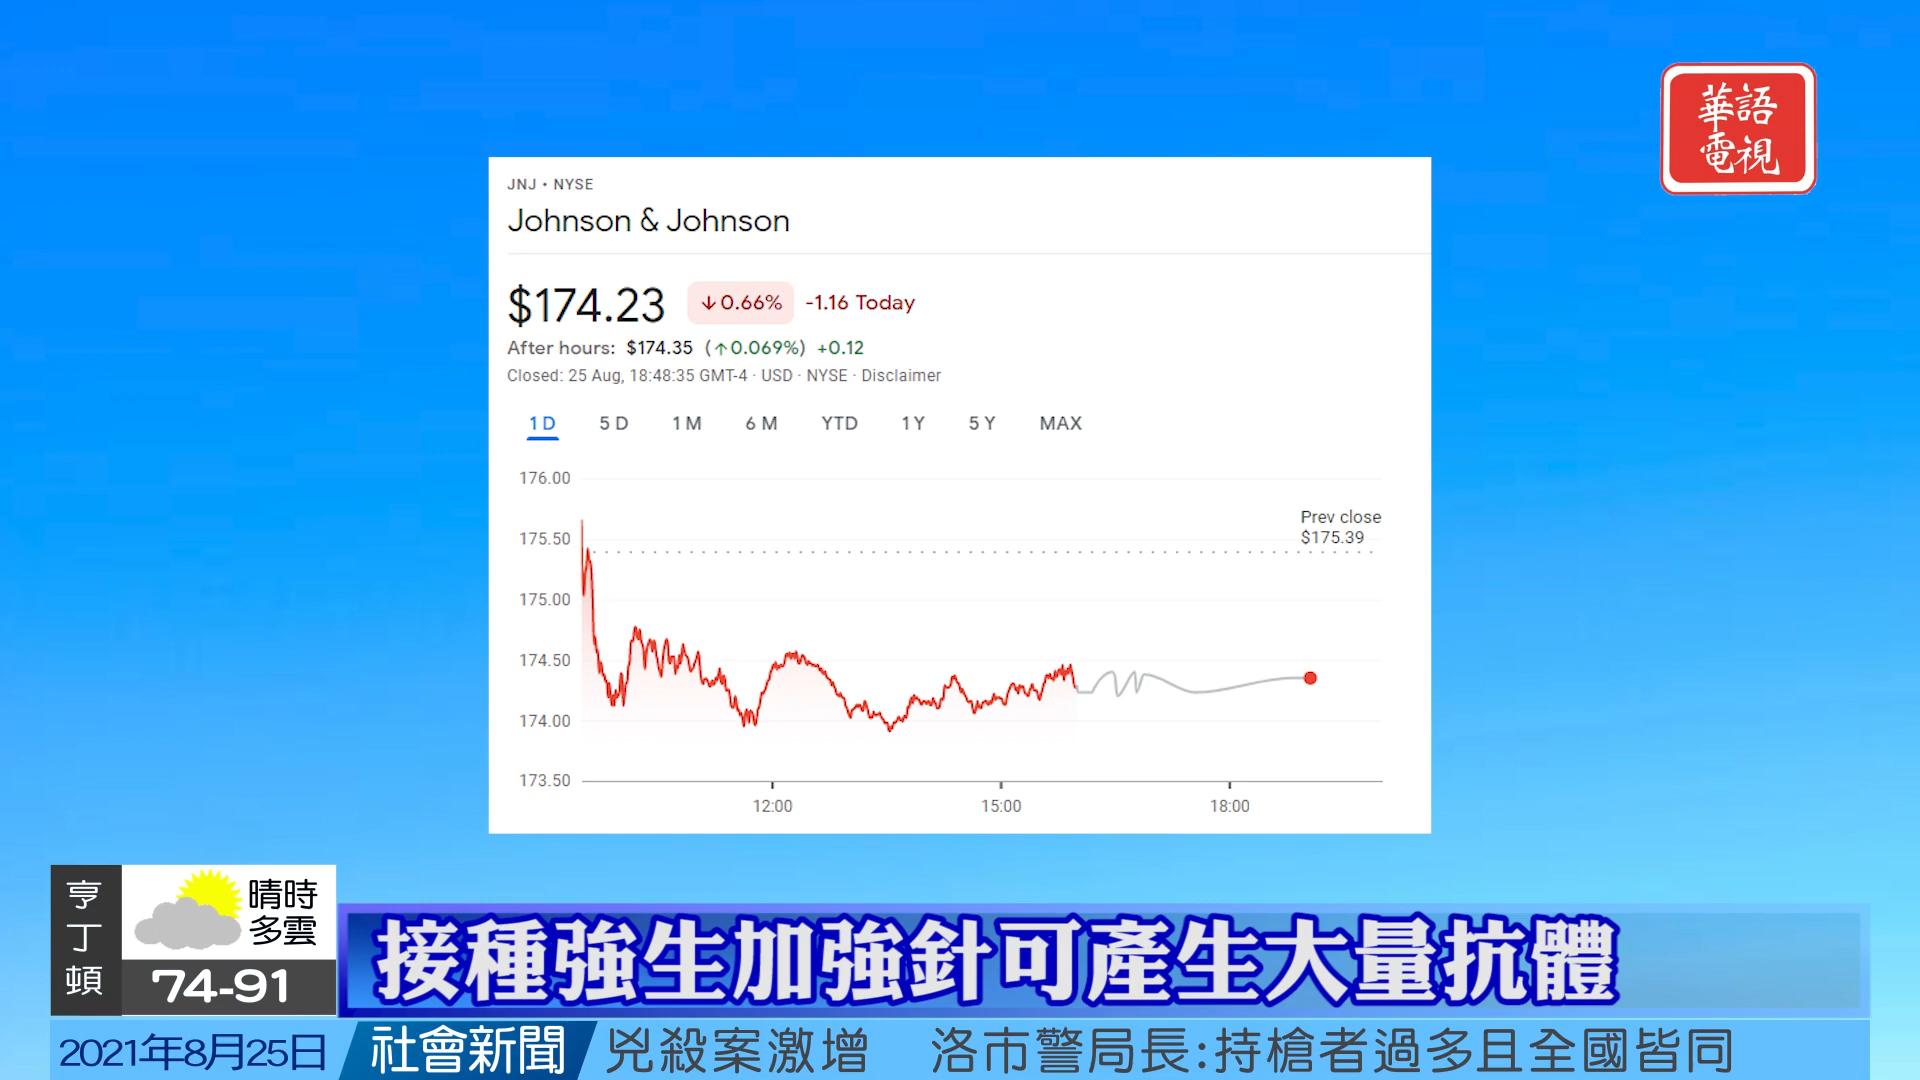 華語
電視
JNJ • NYSE
Johnson & Johnson
$174.23 ↓0.66% -1.16 Today
After hours: $174.35 (↑0.069%) +0.12
Closed: 25 Aug, 18:48:35 GMT-4 · USD · NYSE · Disclaimer
1D 5D 1M 6M YTD 1Y 5Y MAX
176.00
Prev close
$175.39
175.50
175.00
174.50
174.00
173.50
12:00 15:00 18:00
亨丁頓
晴時
多雲
74-91
接種強生加強針可產生大量抗體
2021年8月25日 社會新聞 兇殺案激增 洛市警局長:持槍者過多且全國皆同